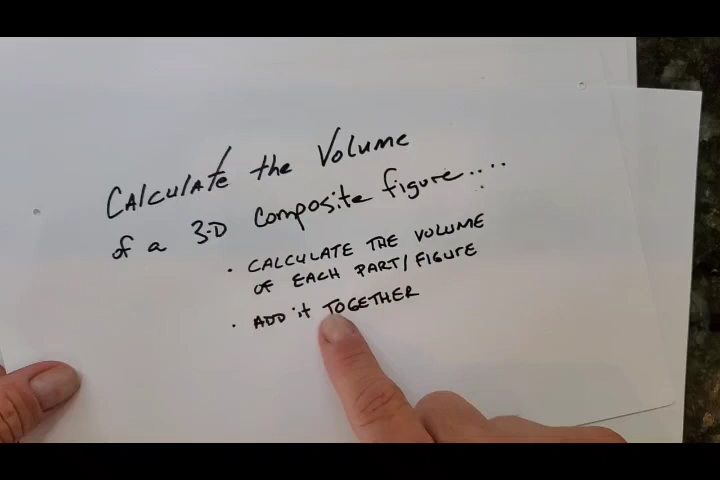 CALCULATE the Volume
of a 3-D composite figure....
· CALCULATE THE VOLUME
OF EACH PART/FIGURE
· ADD it TOGETHER